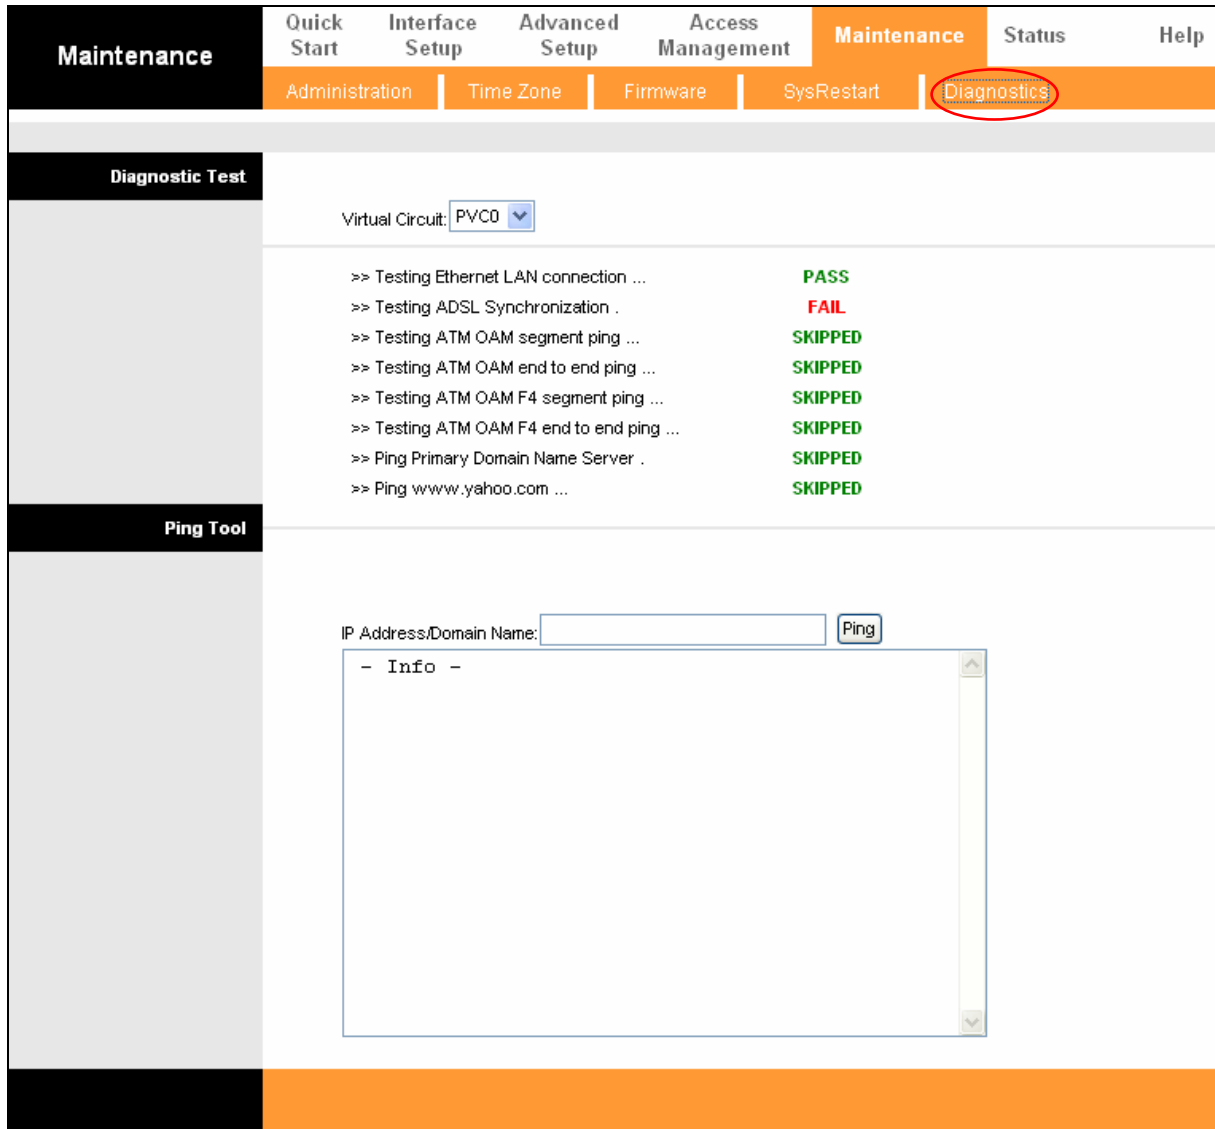 Maintenance
Quick Start
Interface Setup
Advanced Setup
Access Management
Maintenance
Status
Help
Administration
Time Zone
Firmware
SysRestart
Diagnostics
Diagnostic Test
Virtual Circuit: PVC0
>> Testing Ethernet LAN connection ... PASS
>> Testing ADSL Synchronization . FAIL
>> Testing ATM OAM segment ping ... SKIPPED
>> Testing ATM OAM end to end ping ... SKIPPED
>> Testing ATM OAM F4 segment ping ... SKIPPED
>> Testing ATM OAM F4 end to end ping ... SKIPPED
>> Ping Primary Domain Name Server . SKIPPED
>> Ping www.yahoo.com ... SKIPPED
Ping Tool
IP Address/Domain Name: Ping
- Info -